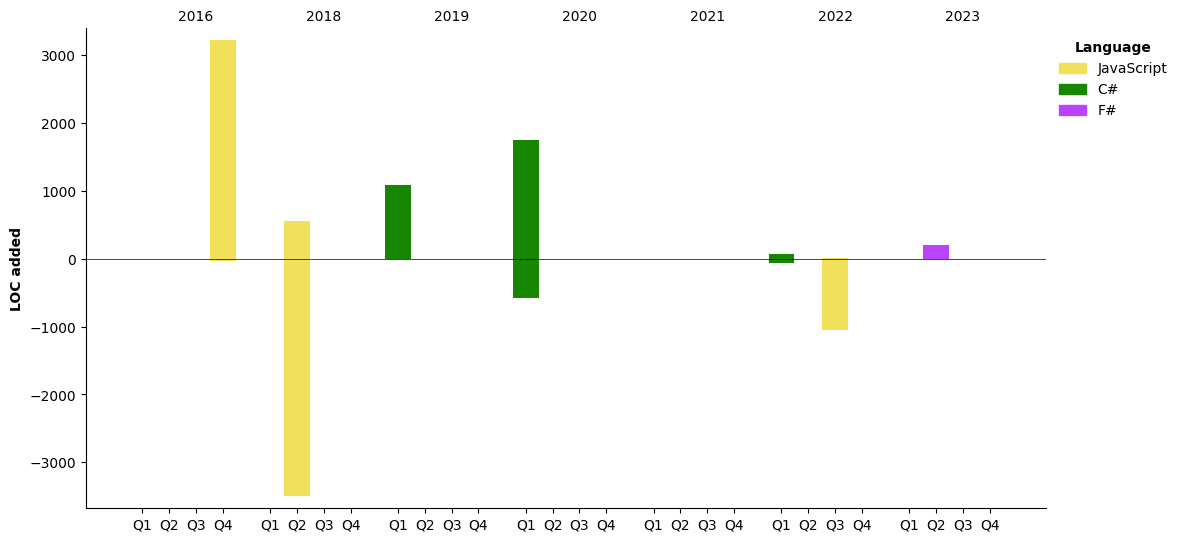 2016 2018 2019 2020 2021 2022 2023
Language
JavaScript
C#
F#
LOC added
3000
2000
1000
0
−1000
−2000
−3000
Q1 Q2 Q3 Q4 Q1 Q2 Q3 Q4 Q1 Q2 Q3 Q4 Q1 Q2 Q3 Q4 Q1 Q2 Q3 Q4 Q1 Q2 Q3 Q4 Q1 Q2 Q3 Q4